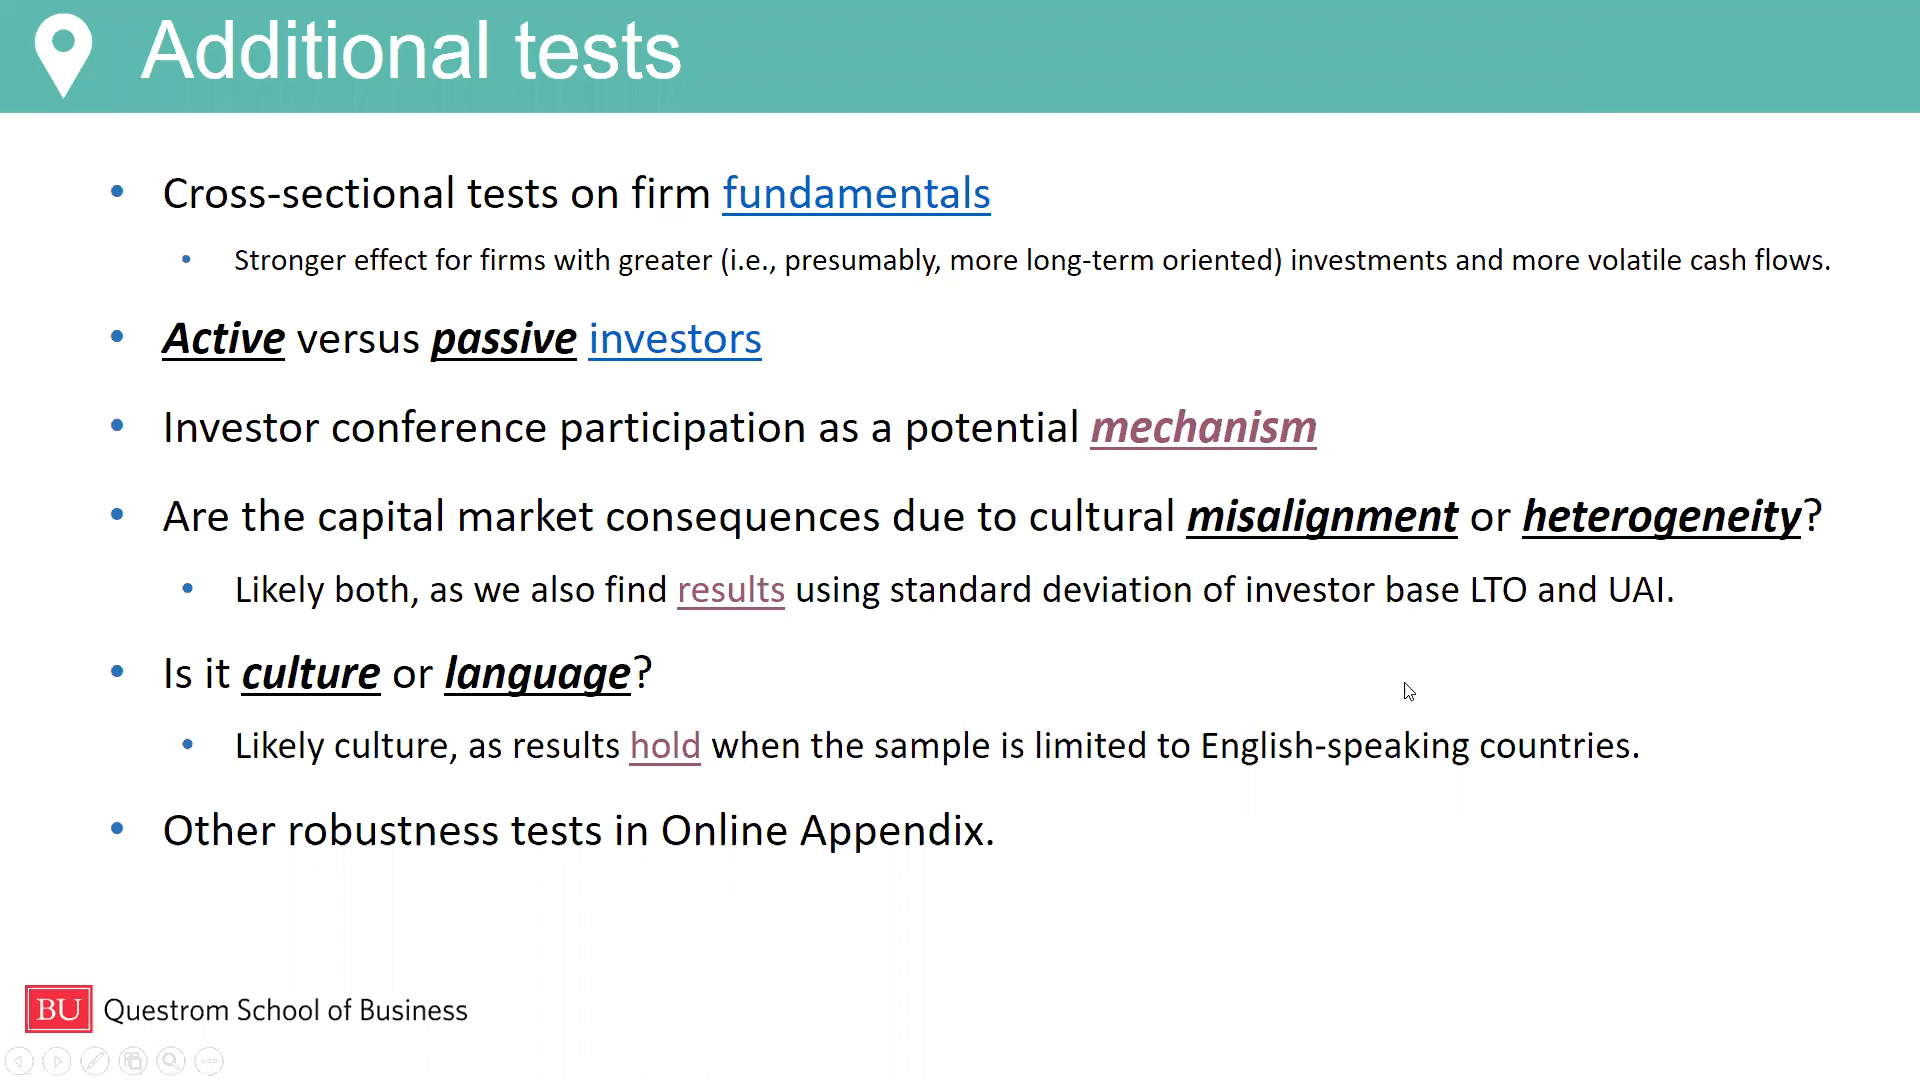 Additional tests
• Cross-sectional tests on firm fundamentals
• Stronger effect for firms with greater (i.e., presumably, more long-term oriented) investments and more volatile cash flows.
• Active versus passive investors
• Investor conference participation as a potential mechanism
• Are the capital market consequences due to cultural misalignment or heterogeneity?
• Likely both, as we also find results using standard deviation of investor base LTO and UAI.
• Is it culture or language?
• Likely culture, as results hold when the sample is limited to English-speaking countries.
• Other robustness tests in Online Appendix.
BU Questrom School of Business